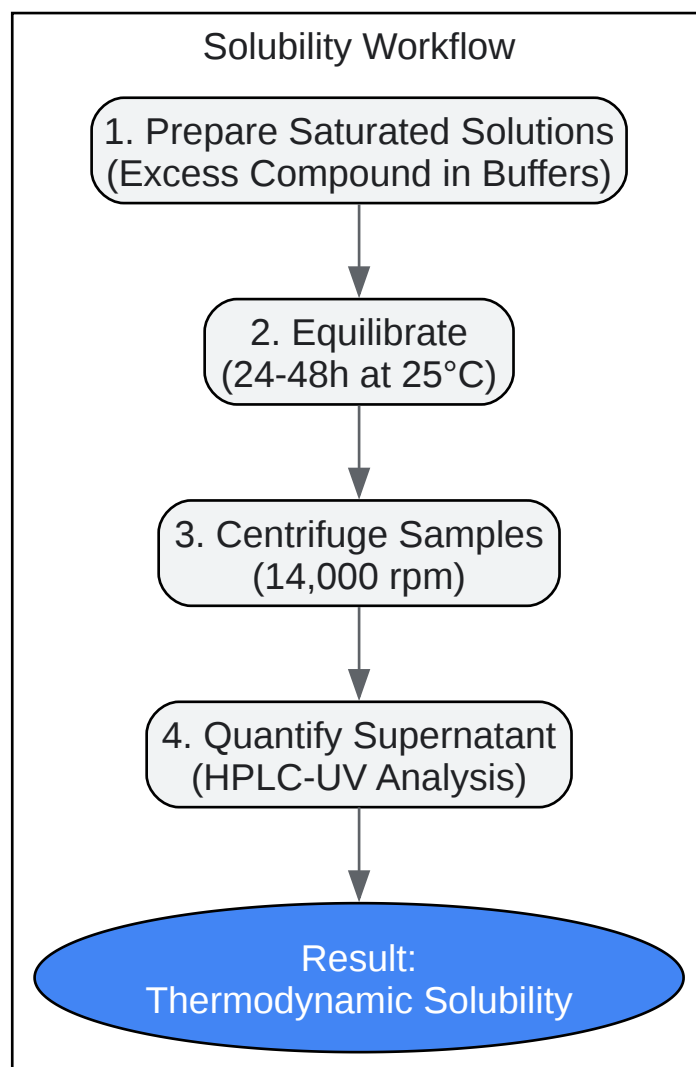 Solubility Workflow
1. Prepare Saturated Solutions
(Excess Compound in Buffers)
2. Equilibrate
(24-48h at 25°C)
3. Centrifuge Samples
(14,000 rpm)
4. Quantify Supernatant
(HPLC-UV Analysis)
Result:
Thermodynamic Solubility